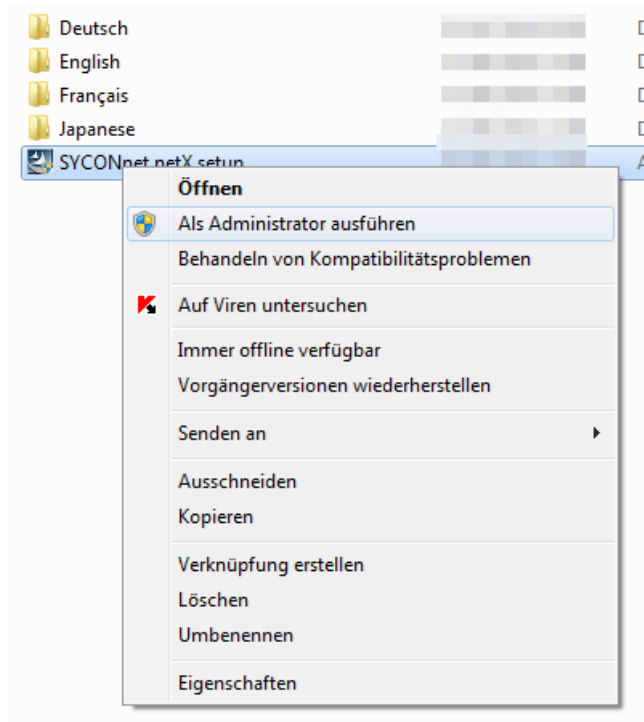 Deutsch
English
Français
Japanese
SYCONnet netX setup
Öffnen
Als Administrator ausführen
Behandeln von Kompatibilitätsproblemen
Auf Viren untersuchen
Immer offline verfügbar
Vorgängerversionen wiederherstellen
Senden an
Ausschneiden
Kopieren
Verknüpfung erstellen
Löschen
Umbenennen
Eigenschaften